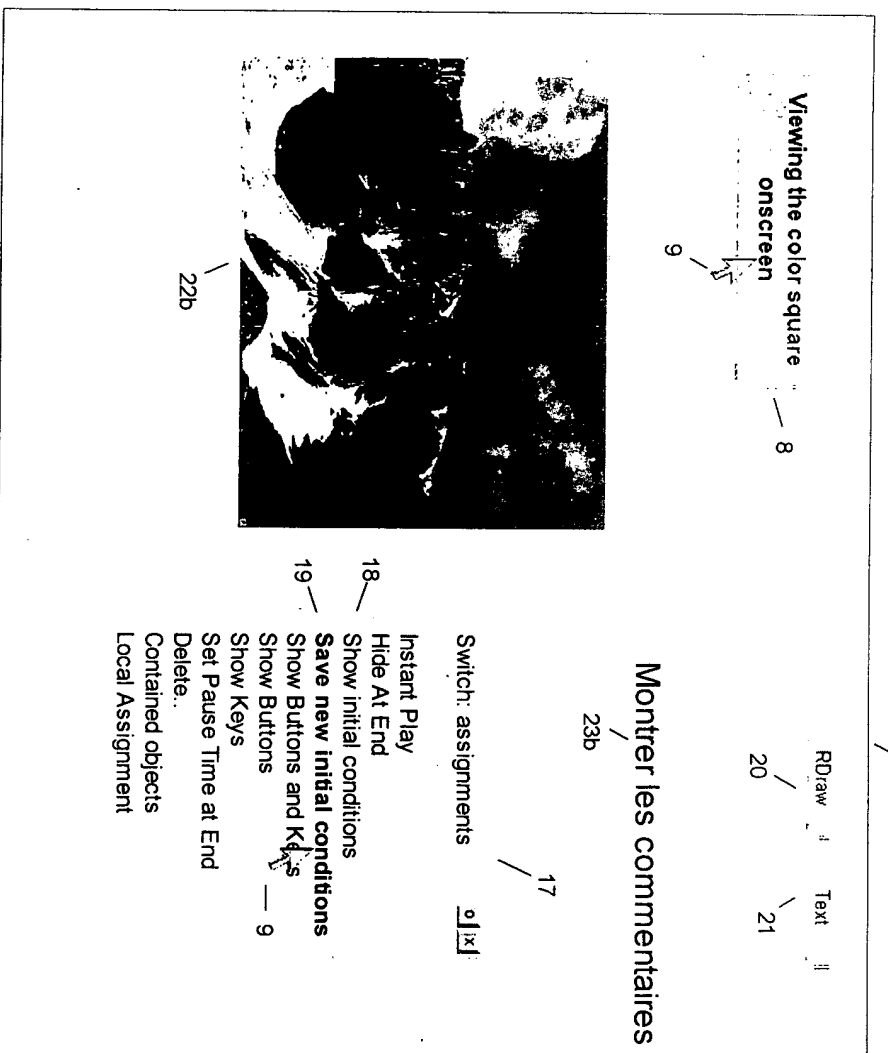 Viewing the color square
onscreen
8
9
22b
RDraw
20
Text
21
Montrer les commentaires
23b
17
Switch: assignments
Instant Play
Hide At End
18
Show initial conditions
19
Save new initial conditions
Show Buttons and Keys
Show Buttons
9
Show Keys
Set Pause Time at End
Delete..
Contained objects
Local Assignment